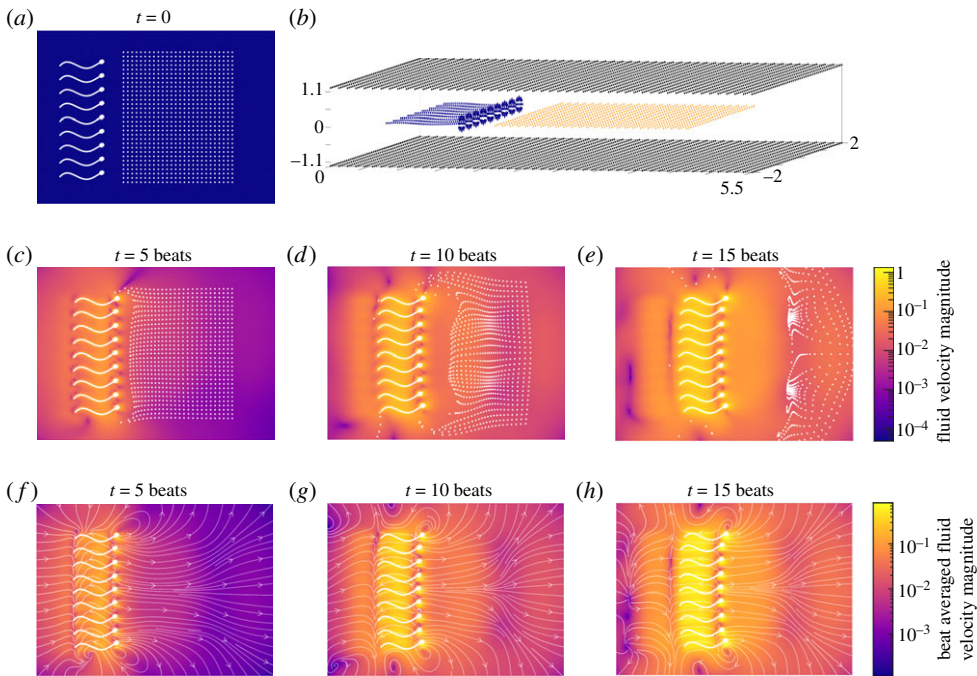 (a)
t = 0
(b)
1.1
0
−1.1
0
2
−2
5.5
(c)
t = 5 beats
(d)
t = 10 beats
(e)
t = 15 beats
1
10⁻¹
10⁻²
10⁻³
10⁻⁴
fluid velocity magnitude
(f)
t = 5 beats
(g)
t = 10 beats
(h)
t = 15 beats
10⁻¹
10⁻²
10⁻³
beat averaged fluid
velocity magnitude